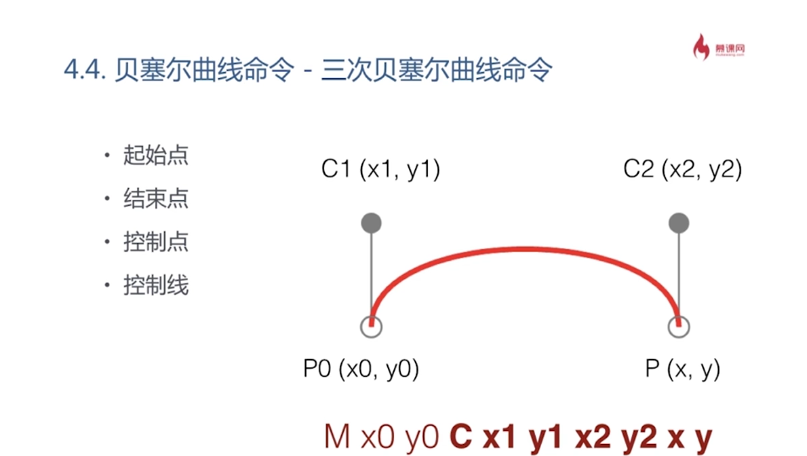 慕课网
4.4. 贝塞尔曲线命令 - 三次贝塞尔曲线命令
• 起始点
• 结束点
• 控制点
• 控制线
C1 (x1, y1)
C2 (x2, y2)
P0 (x0, y0)
P (x, y)
M x0 y0 C x1 y1 x2 y2 x y